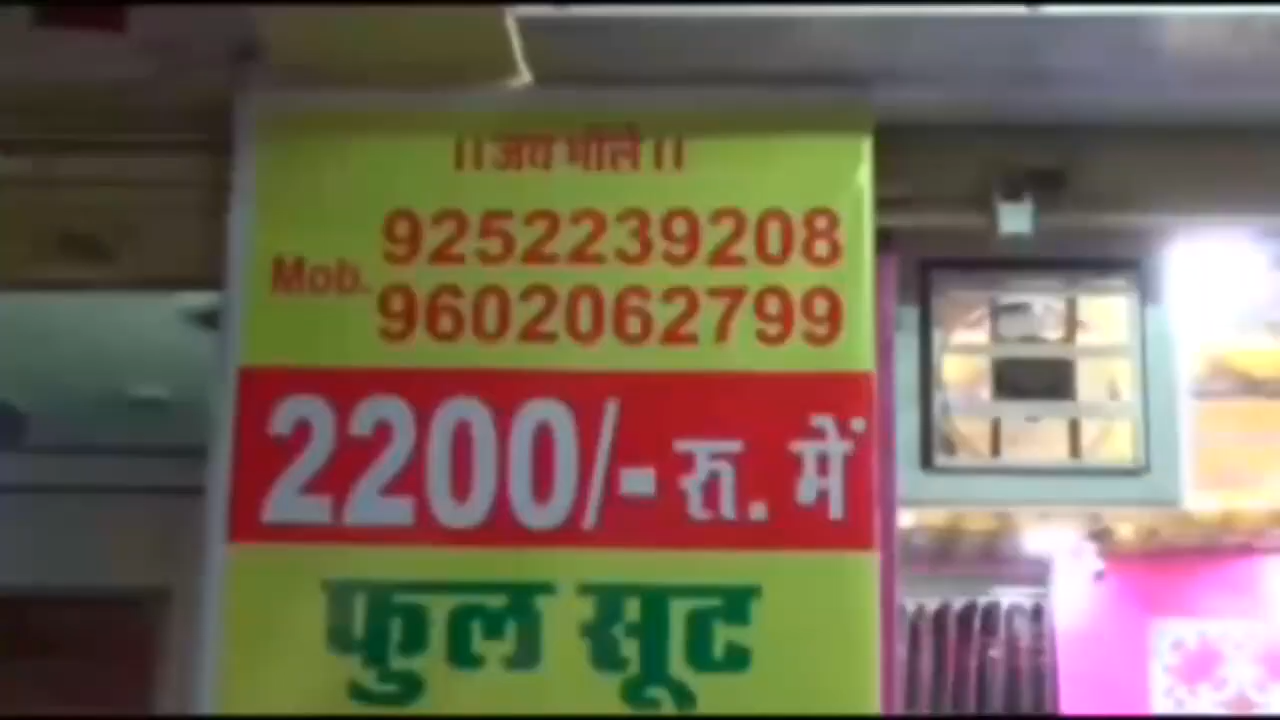 ।। जय भोले ।।
9252239208
Mob.
9602062799
2200/- रू. में
फुल सूट